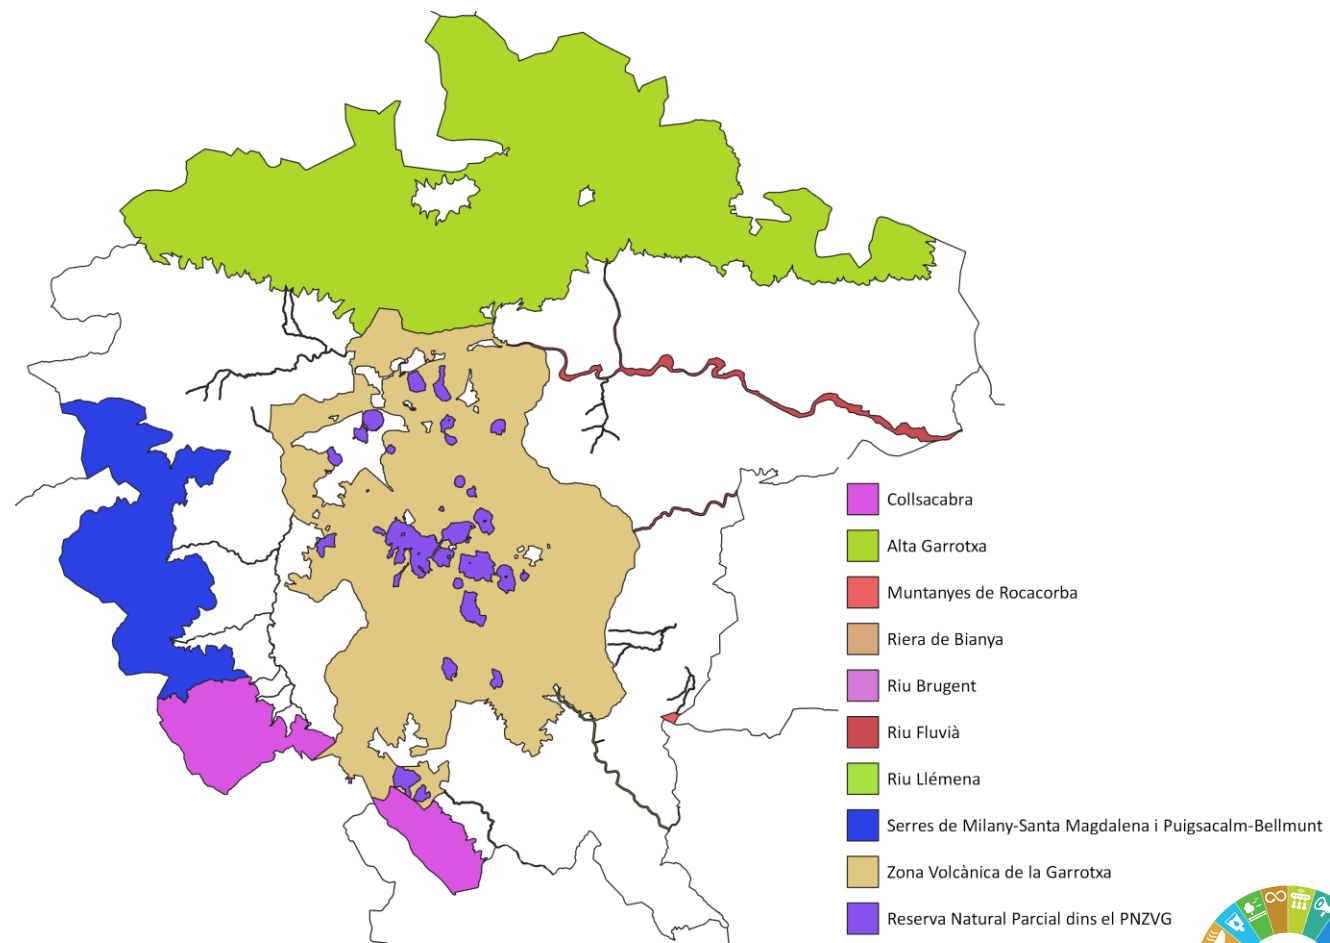 Collsacabra
Alta Garrotxa
Muntanyes de Rocacorba
Riera de Bianya
Riu Brugent
Riu Fluvià
Riu Llémena
Serres de Milany-Santa Magdalena i Puigsacalm-Bellmunt
Zona Volcànica de la Garrotxa
Reserva Natural Parcial dins el PNZVG